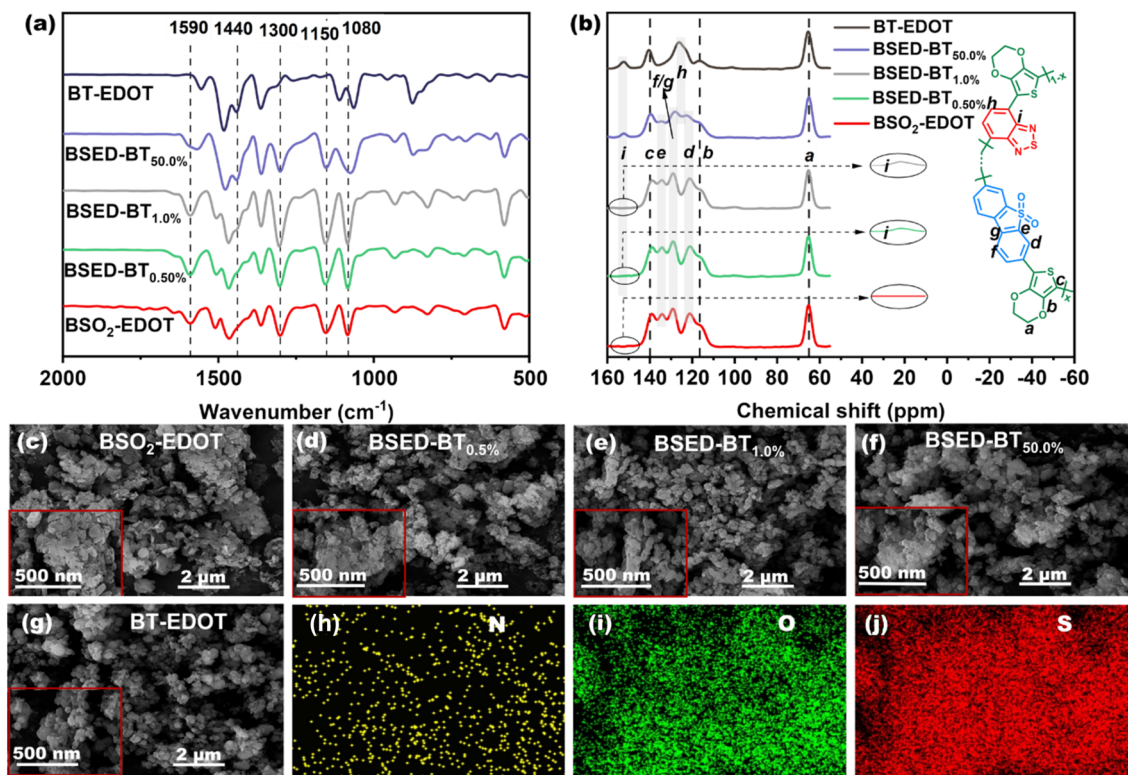 (a)
1590 1440 1300 1150 1080
BT-EDOT
BSED-BT50.0%
BSED-BT1.0%
BSED-BT0.50%
BSO2-EDOT
2000 1500 1000 500
Wavenumber (cm-1)
(b)
BT-EDOT
BSED-BT50.0%
BSED-BT1.0%
BSED-BT0.50%
BSO2-EDOT
f/g h
i c e d b a
i
i
O O
S
1-x
h i
N
S
N
S O
O
g e
f d
S
c x
O O
b
a
160 140 120 100 80 60 40 20 0 -20 -40 -60
Chemical shift (ppm)
(c) BSO2-EDOT
500 nm 2 µm
(d) BSED-BT0.5%
500 nm 2 µm
(e) BSED-BT1.0%
500 nm 2 µm
(f) BSED-BT50.0%
500 nm 2 µm
(g) BT-EDOT
500 nm 2 µm
(h) N
(i) O
(j) S